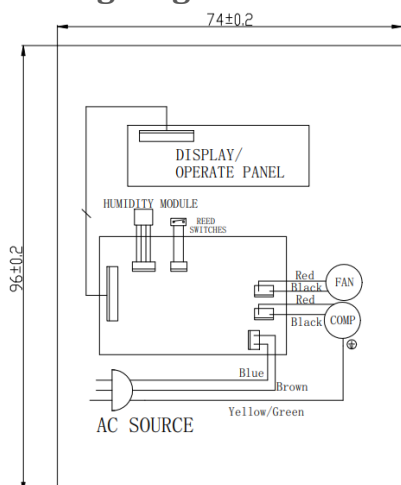 74±0.2
96±0.2
DISPLAY/
OPERATE PANEL
HUMIDITY MODULE
REED
SWITCHES
Red
Black
FAN
Red
Black
COMP
Blue
Brown
Yellow/Green
AC SOURCE